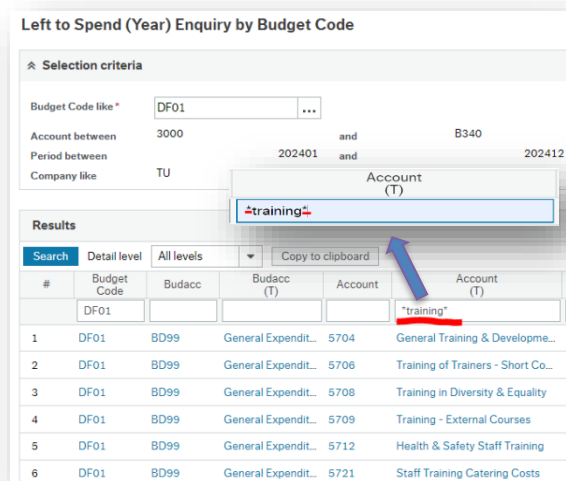 Left to Spend (Year) Enquiry by Budget Code
Selection criteria
Budget Code like* DF01 ...
Account between 3000 and B340
Period between 202401 and 202412
Company like TU
Account
(T)
*training*
Results
Search Detail level All levels Copy to clipboard
# Budget Code Budacc Budacc (T) Account Account (T)
DF01 *training*
1 DF01 BD99 General Expendit... 5704 General Training & Developme...
2 DF01 BD99 General Expendit... 5706 Training of Trainers - Short Co...
3 DF01 BD99 General Expendit... 5708 Training in Diversity & Equality
4 DF01 BD99 General Expendit... 5709 Training - External Courses
5 DF01 BD99 General Expendit... 5712 Health & Safety Staff Training
6 DF01 BD99 General Expendit... 5721 Staff Training Catering Costs